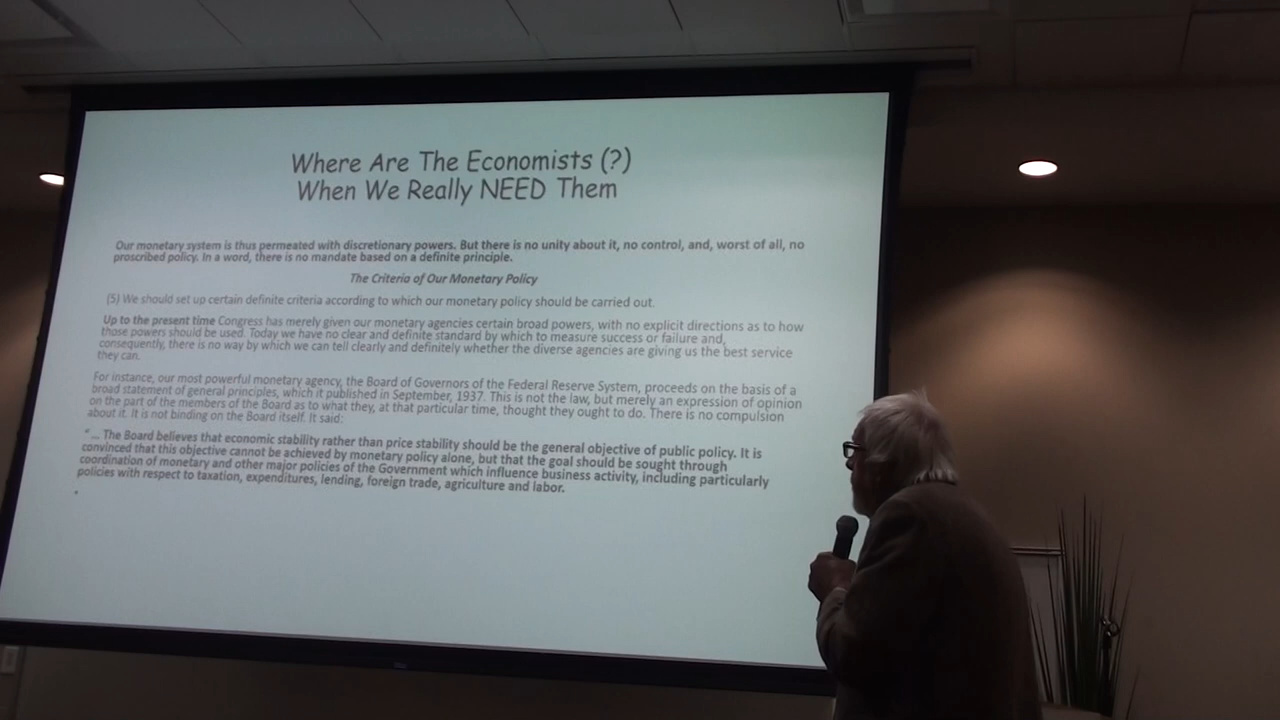 Where Are The Economists (?)
When We Really NEED Them
Our monetary system is thus permeated with discretionary powers. But there is no unity about it, no control, and, worst of all, no
proscribed policy. In a word, there is no mandate based on a definite principle.
The Criteria of Our Monetary Policy
(5) We should set up certain definite criteria according to which our monetary policy should be carried out.
Up to the present time Congress has merely given our monetary agencies certain broad powers, with no explicit directions as to how
those powers should be used. Today we have no clear and definite standard by which to measure success or failure and,
consequently, there is no way by which we can tell clearly and definitely whether the diverse agencies are giving us the best service
they can.
For instance, our most powerful monetary agency, the Board of Governors of the Federal Reserve System, proceeds on the basis of a
broad statement of general principles, which it published in September, 1937. This is not the law, but merely an expression of opinion
on the part of the members of the Board as to what they, at that particular time, thought they ought to do. There is no compulsion
about it. It is not binding on the Board itself. It said:
"... The Board believes that economic stability rather than price stability should be the general objective of public policy. It is
convinced that this objective cannot be achieved by monetary policy alone, but that the goal should be sought through
coordination of monetary and other major policies of the Government which influence business activity, including particularly
policies with respect to taxation, expenditures, lending, foreign trade, agriculture and labor.